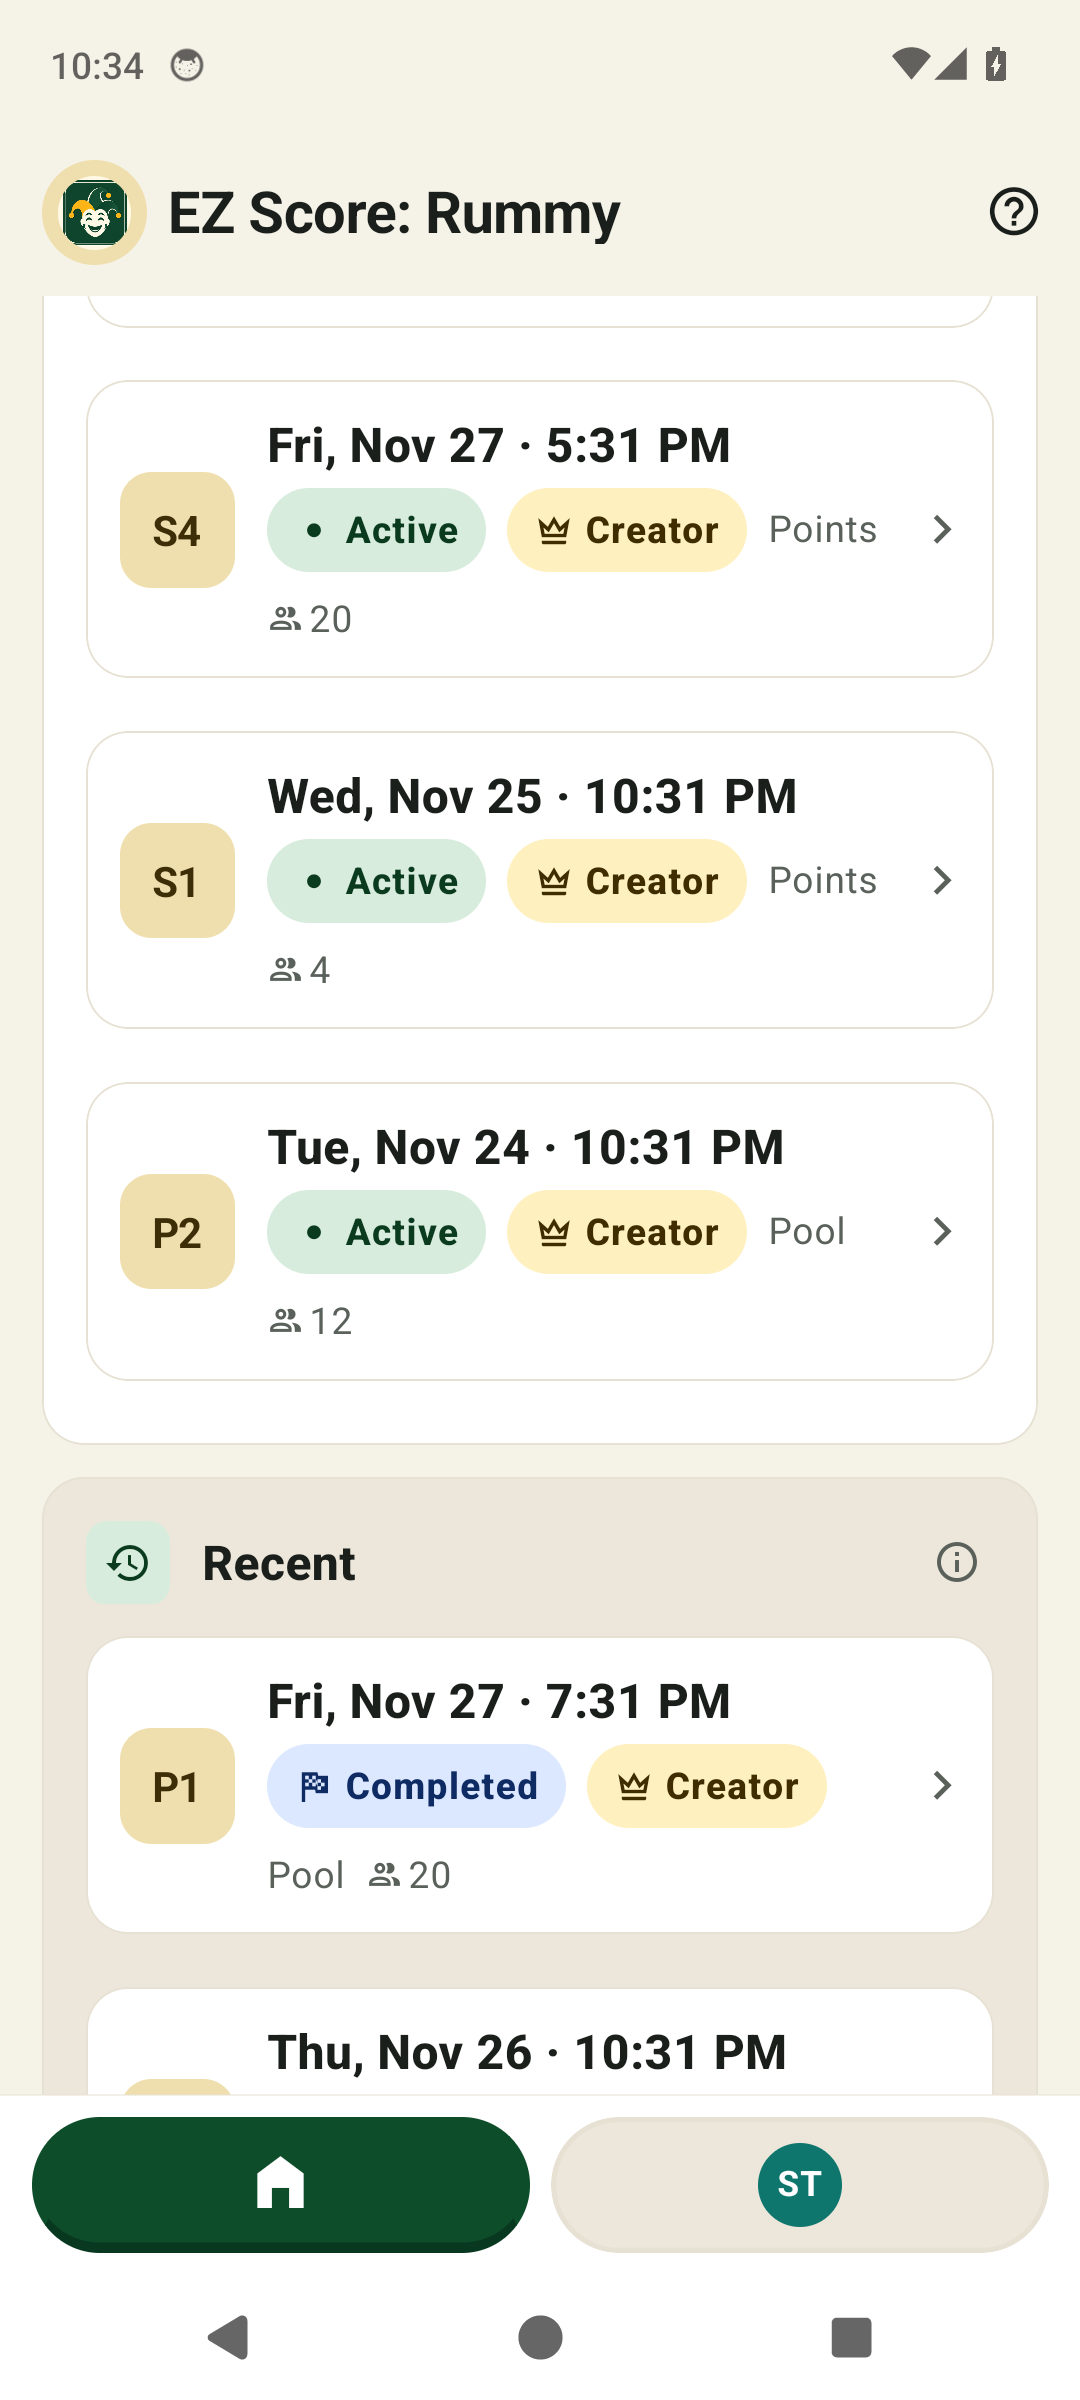 10:34
EZ Score: Rummy
Fri, Nov 27 · 5:31 PM
S4
Active
Creator
Points
20
Wed, Nov 25 · 10:31 PM
S1
Active
Creator
Points
4
Tue, Nov 24 · 10:31 PM
P2
Active
Creator
Pool
12
Recent
Fri, Nov 27 · 7:31 PM
P1
Completed
Creator
Pool
20
Thu, Nov 26 · 10:31 PM
ST